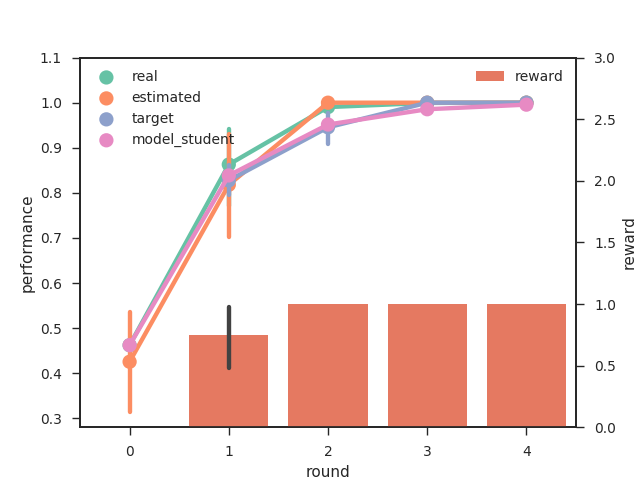 real
estimated
target
model_student
reward
1.1
1.0
0.9
0.8
0.7
0.6
0.5
0.4
0.3
performance
3.0
2.5
2.0
1.5
1.0
0.5
0.0
reward
0 1 2 3 4
round